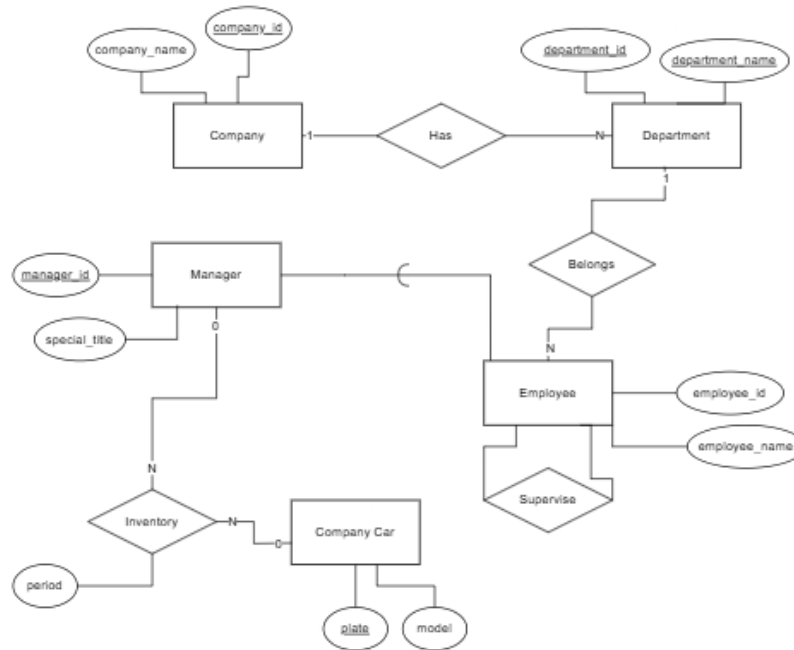 company_id
company_name
department_id
department_name
Company
1
Has
N
Department
1
manager_id
Manager
Belongs
special_title
0
N
Employee
employee_id
employee_name
N
Supervise
Inventory
N
0
Company Car
period
plate
model